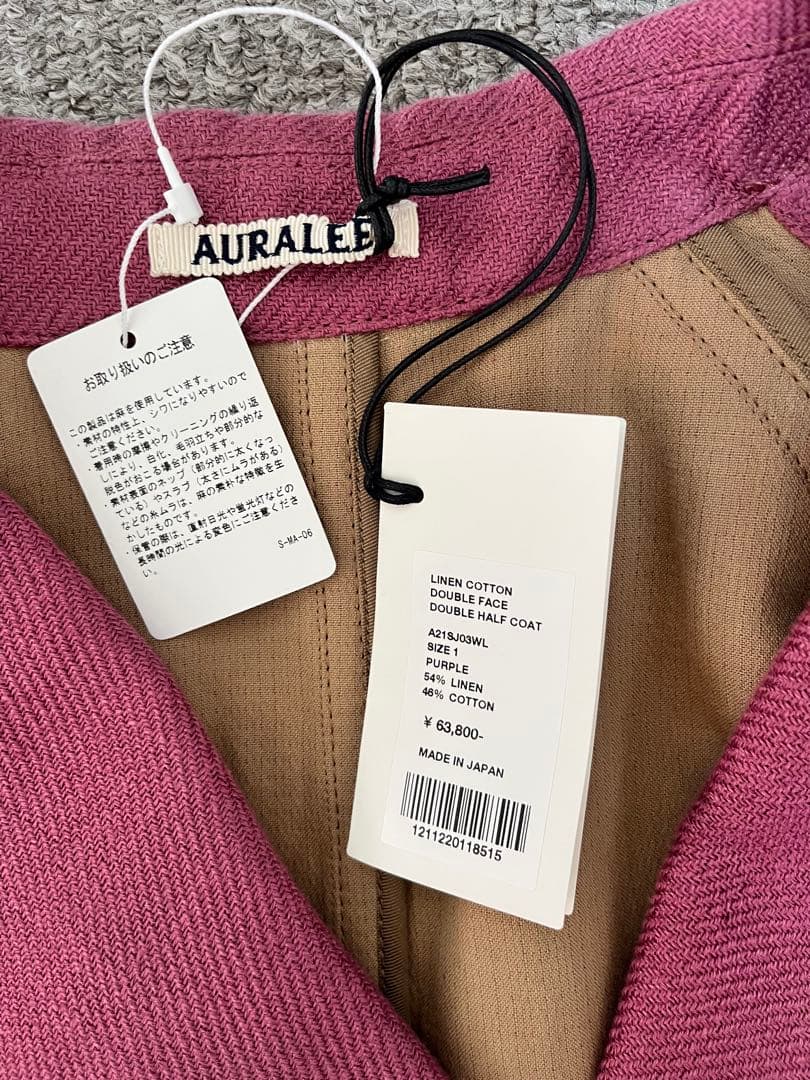 AURALEE
お取り扱いのご注意
この製品は麻を使用しています。
・素材の特性上、シワになりやすいので
ご注意ください。
・着用時の摩擦やクリーニングの繰り返
しにより、白化、毛羽立ちや部分的な
脱色がおこる場合があります。
・素材表面のネップ（部分的に太くなっ
ている）やスラブ（太さにムラがある）
などの糸ムラは、麻の素朴な特徴を生
かしたものです。
・保管の際は、直射日光や蛍光灯などの
長時間の光による変色にご注意くださ
い。
S-MA-06
LINEN COTTON
DOUBLE FACE
DOUBLE HALF COAT
A21SJ03WL
SIZE 1
PURPLE
54% LINEN
46% COTTON
¥ 63,800-
MADE IN JAPAN
1211220118515